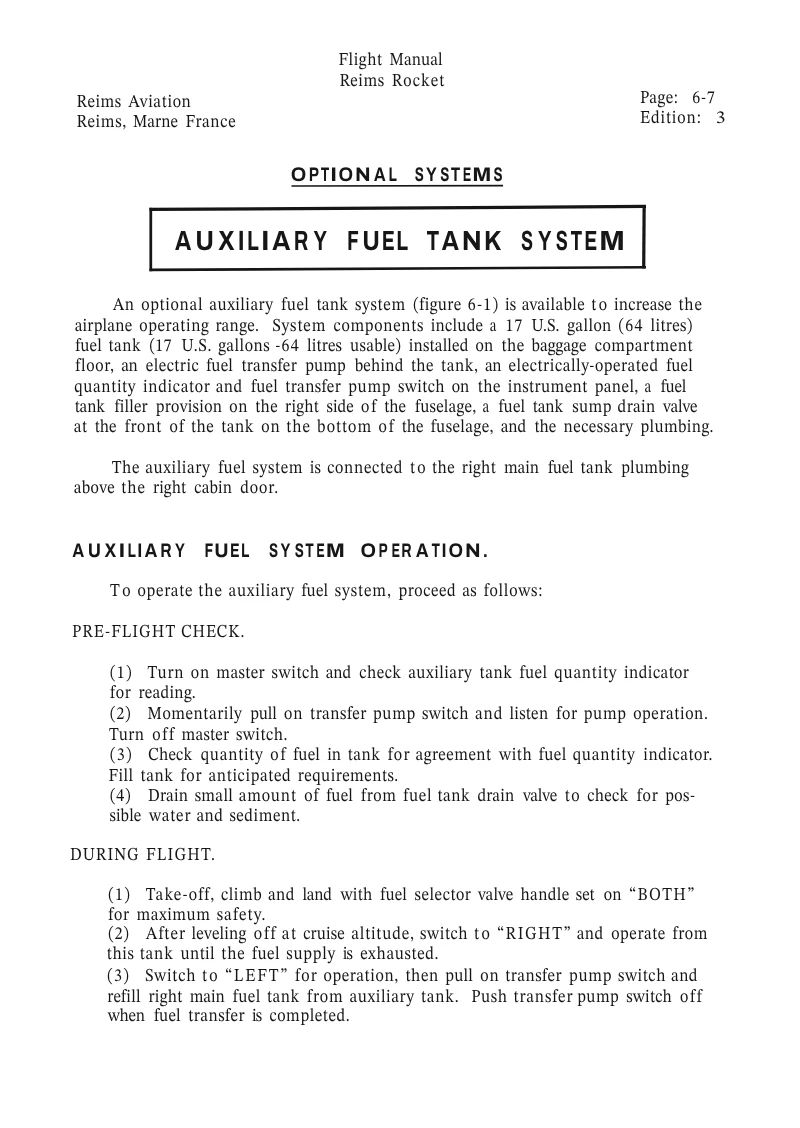 Flight Manual
Reims Rocket
Reims Aviation
Reims, Marne France
Page: 6-7
Edition: 3
OPTIONAL SYSTEMS
AUXILIARY FUEL TANK SYSTEM
An optional auxiliary fuel tank system (figure 6-1) is available to increase the
airplane operating range. System components include a 17 U.S. gallon (64 litres)
fuel tank (17 U.S. gallons -64 litres usable) installed on the baggage compartment
floor, an electric fuel transfer pump behind the tank, an electrically-operated fuel
quantity indicator and fuel transfer pump switch on the instrument panel, a fuel
tank filler provision on the right side of the fuselage, a fuel tank sump drain valve
at the front of the tank on the bottom of the fuselage, and the necessary plumbing.
The auxiliary fuel system is connected to the right main fuel tank plumbing
above the right cabin door.
AUXILIARY FUEL SYSTEM OPERATION.
To operate the auxiliary fuel system, proceed as follows:
PRE-FLIGHT CHECK.
(1) Turn on master switch and check auxiliary tank fuel quantity indicator
for reading.
(2) Momentarily pull on transfer pump switch and listen for pump operation.
Turn off master switch.
(3) Check quantity of fuel in tank for agreement with fuel quantity indicator.
Fill tank for anticipated requirements.
(4) Drain small amount of fuel from fuel tank drain valve to check for pos-
sible water and sediment.
DURING FLIGHT.
(1) Take-off, climb and land with fuel selector valve handle set on “BOTH”
for maximum safety.
(2) After leveling off at cruise altitude, switch to “RIGHT” and operate from
this tank until the fuel supply is exhausted.
(3) Switch to “LEFT” for operation, then pull on transfer pump switch and
refill right main fuel tank from auxiliary tank. Push transfer pump switch off
when fuel transfer is completed.